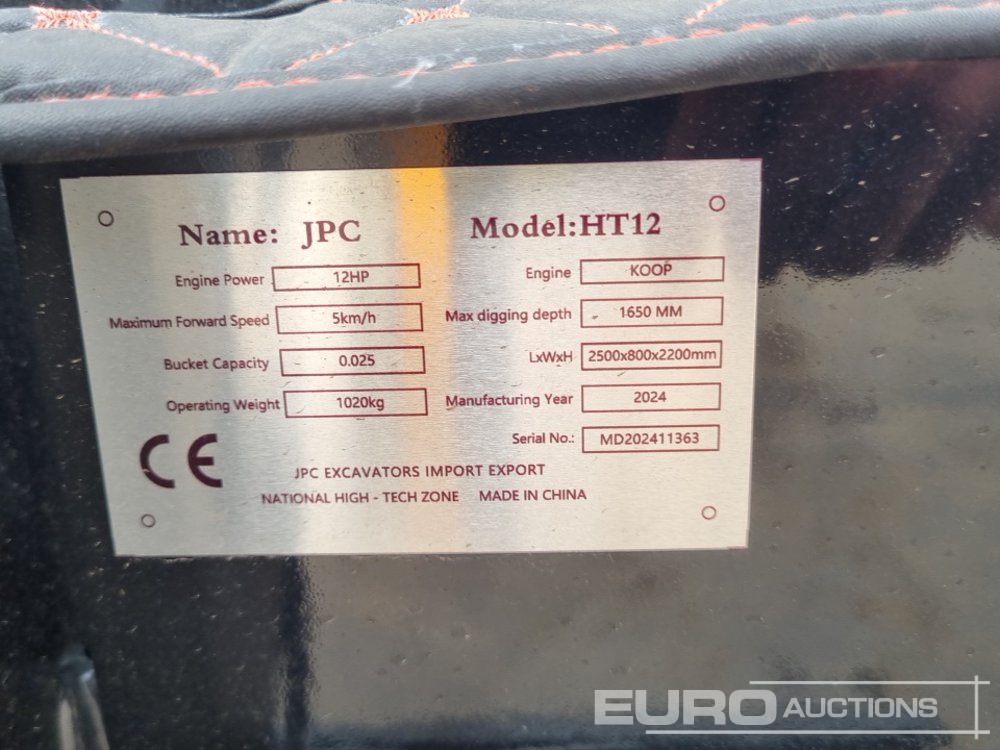 Name: JPC Model:HT12
Engine Power 12HP Engine KOOP
Maximum Forward Speed 5km/h Max digging depth 1650 MM
Bucket Capacity 0.025 LxWxH 2500x800x2200mm
Operating Weight 1020kg Manufacturing Year 2024
Serial No.: MD202411363
CE JPC EXCAVATORS IMPORT EXPORT
NATIONAL HIGH - TECH ZONE MADE IN CHINA
EURO AUCTIONS